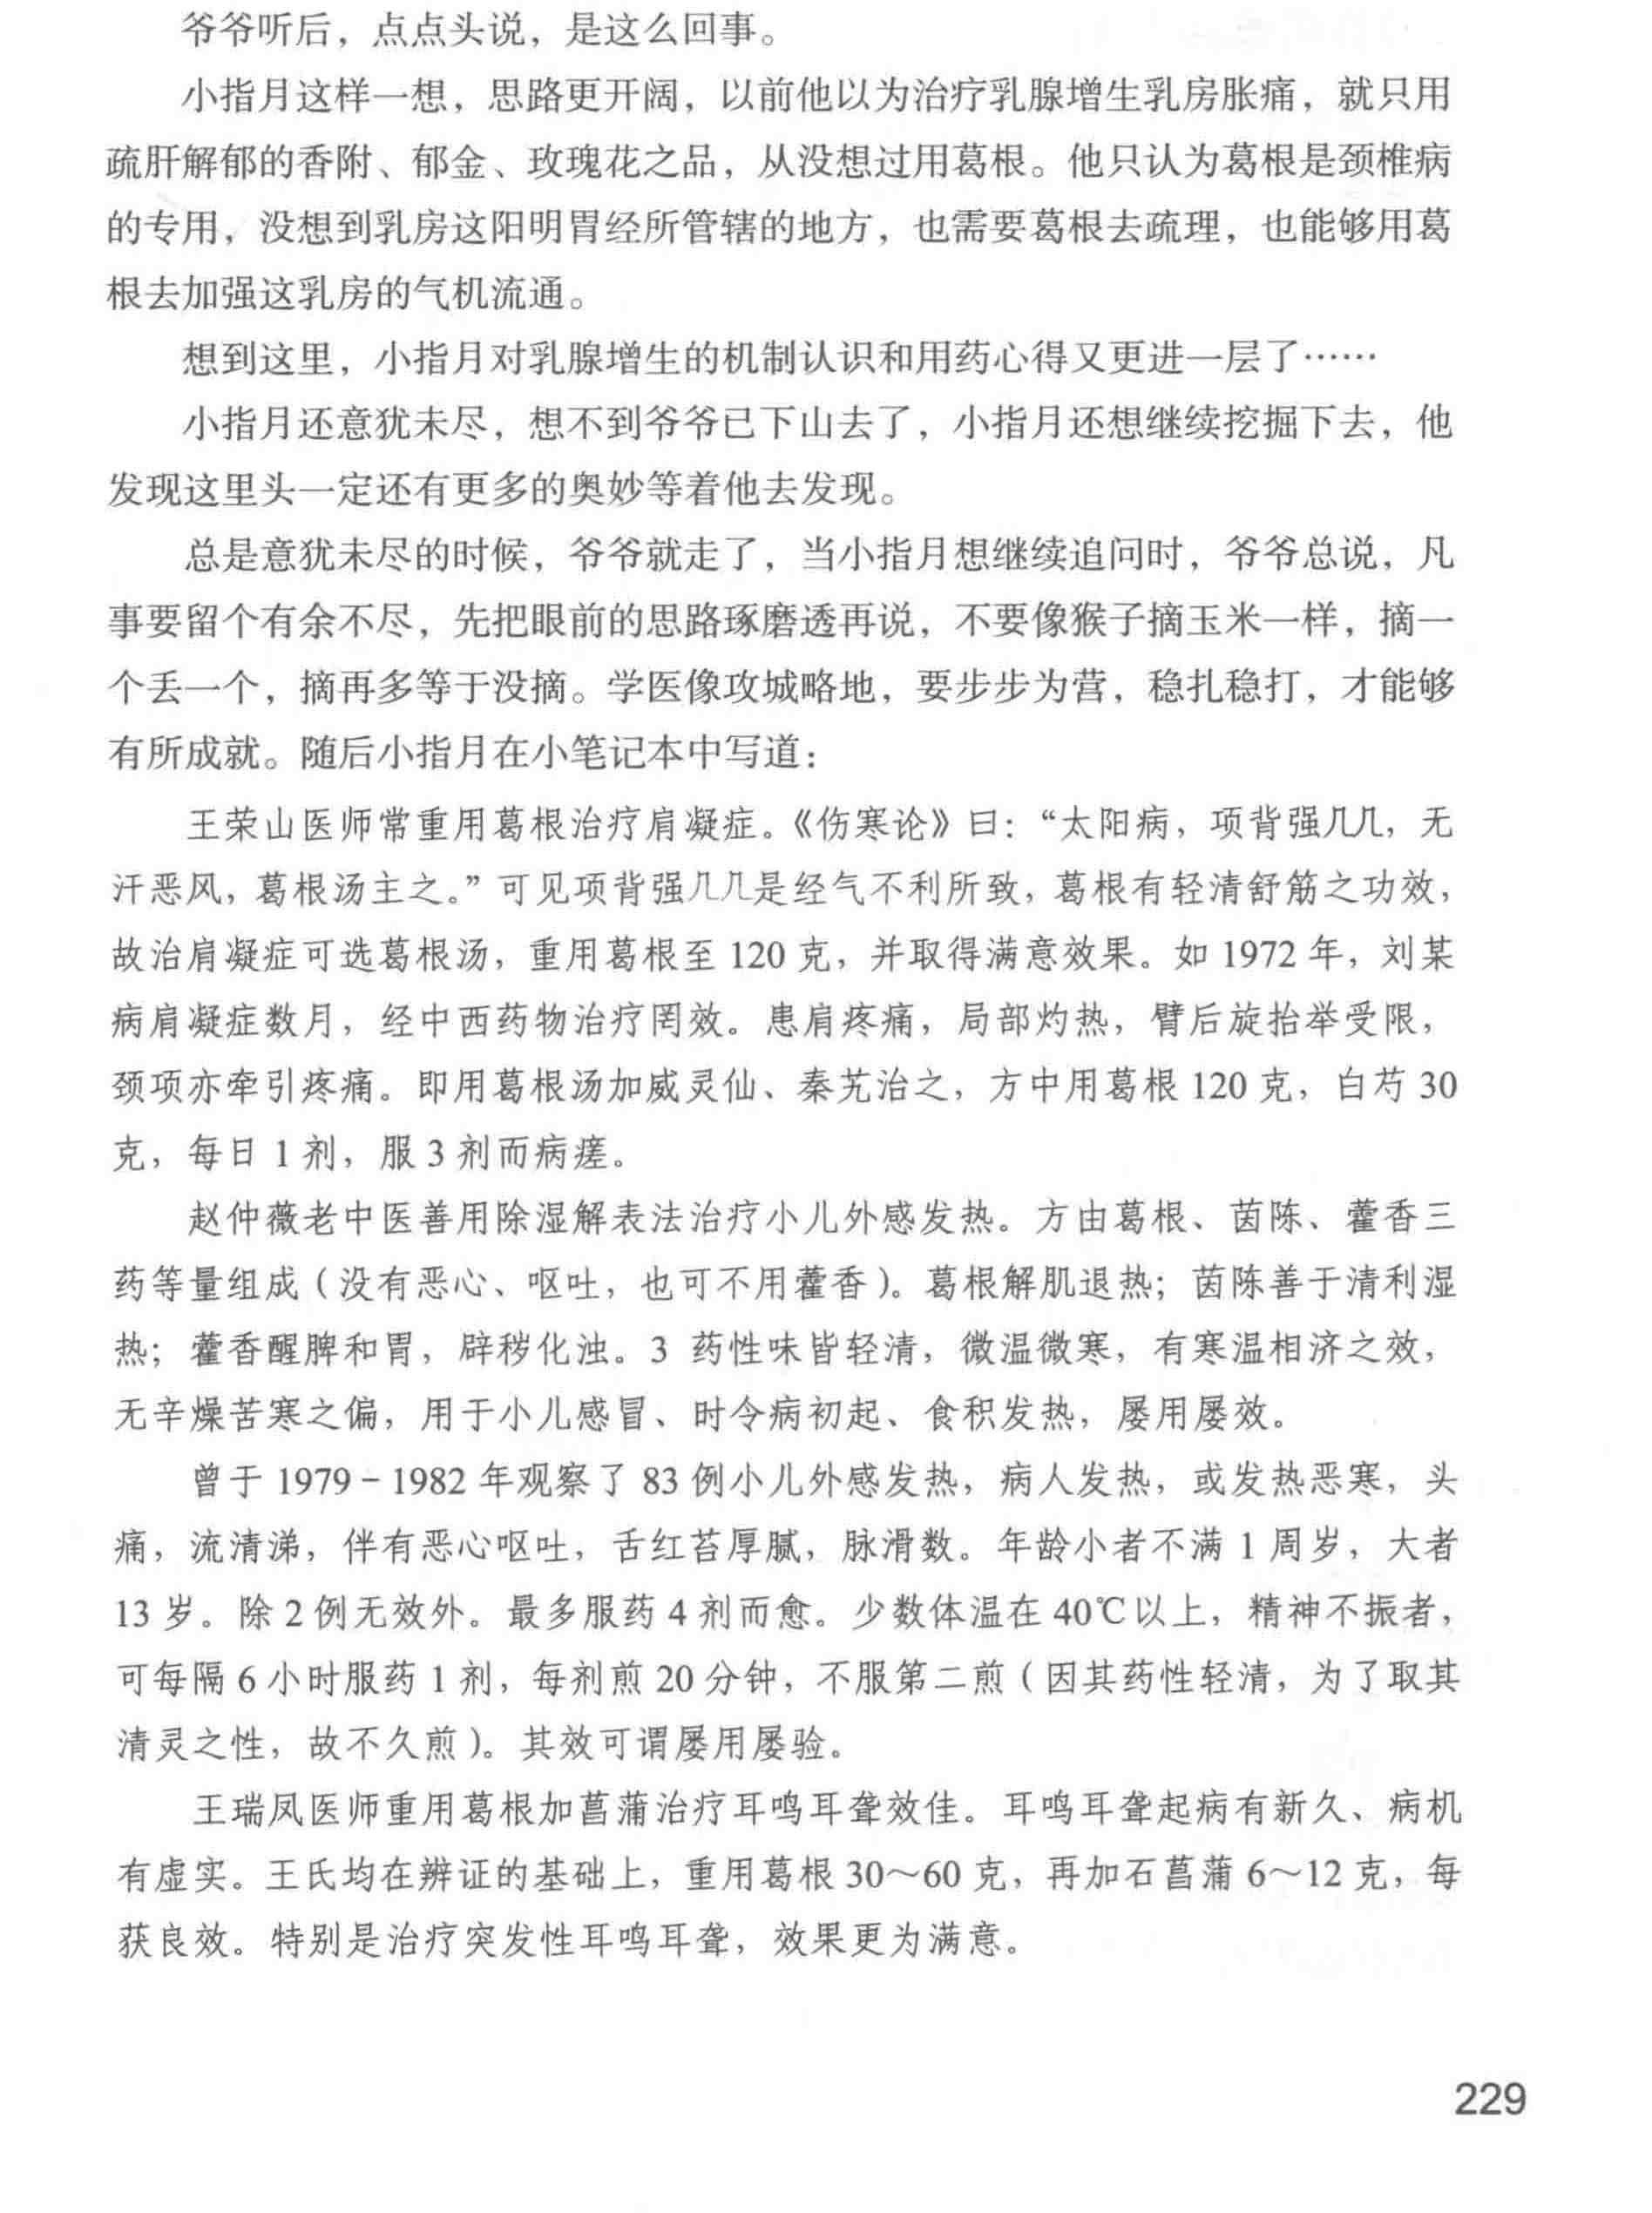 爷爷听后，点点头说，是这么回事。
小指月这样一想，思路更开阔，以前他以为治疗乳腺增生乳房胀痛，就只用
疏肝解郁的香附、郁金、玫瑰花之品，从没想过用葛根。他只认为葛根是颈椎病
的专用，没想到乳房这阳明胃经所管辖的地方，也需要葛根去疏理，也能够用葛
根去加强这乳房的气机流通。
想到这里，小指月对乳腺增生的机制认识和用药心得又更进一层了……
小指月还意犹未尽，想不到爷爷已下山去了，小指月还想继续挖掘下去，他
发现这里头一定还有更多的奥妙等着他去发现。
总是意犹未尽的时候，爷爷就走了，当小指月想继续追问时，爷爷总说，凡
事要留个有余不尽，先把眼前的思路琢磨透再说，不要像猴子摘玉米一样，摘一
个丢一个，摘再多等于没摘。学医像攻城略地，要步步为营，稳扎稳打，才能够
有所成就。随后小指月在小笔记本中写道：
王荣山医师常重用葛根治疗肩凝症。《伤寒论》曰：“太阳病，项背强几几，无
汗恶风，葛根汤主之。”可见项背强几几是经气不利所致，葛根有轻清舒筋之功效，
故治肩凝症可选葛根汤，重用葛根至 120 克，并取得满意效果。如 1972 年，刘某
病肩凝症数月，经中西药物治疗罔效。患肩疼痛，局部灼热，臂后旋抬举受限，
颈项亦牵引疼痛。即用葛根汤加威灵仙、秦艽治之，方中用葛根 120 克，白芍 30
克，每日 1 剂，服 3 剂而病瘥。
赵仲薇老中医善用除湿解表法治疗小儿外感发热。方由葛根、茵陈、藿香三
药等量组成（没有恶心、呕吐，也可不用藿香）。葛根解肌退热；茵陈善于清利湿
热；藿香醒脾和胃，辟秽化浊。3 药性味皆轻清，微温微寒，有寒温相济之效，
无辛燥苦寒之偏，用于小儿感冒、时令病初起、食积发热，屡用屡效。
曾于 1979－1982 年观察了 83 例小儿外感发热，病人发热，或发热恶寒，头
痛，流清涕，伴有恶心呕吐，舌红苔厚腻，脉滑数。年龄小者不满 1 周岁，大者
13 岁。除 2 例无效外。最多服药 4 剂而愈。少数体温在 40℃以上，精神不振者，
可每隔 6 小时服药 1 剂，每剂煎 20 分钟，不服第二煎（因其药性轻清，为了取其
清灵之性，故不久煎）。其效可谓屡用屡验。
王瑞凤医师重用葛根加菖蒲治疗耳鸣耳聋效佳。耳鸣耳聋起病有新久、病机
有虚实。王氏均在辨证的基础上，重用葛根 30～60 克，再加石菖蒲 6～12 克，每
获良效。特别是治疗突发性耳鸣耳聋，效果更为满意。
229